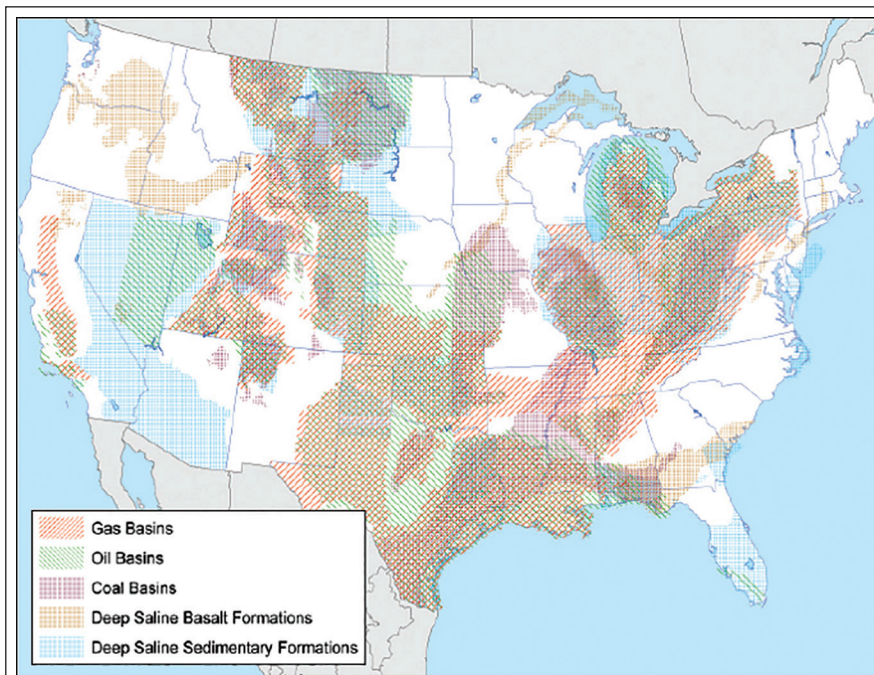 Gas Basins
Oil Basins
Coal Basins
Deep Saline Basalt Formations
Deep Saline Sedimentary Formations